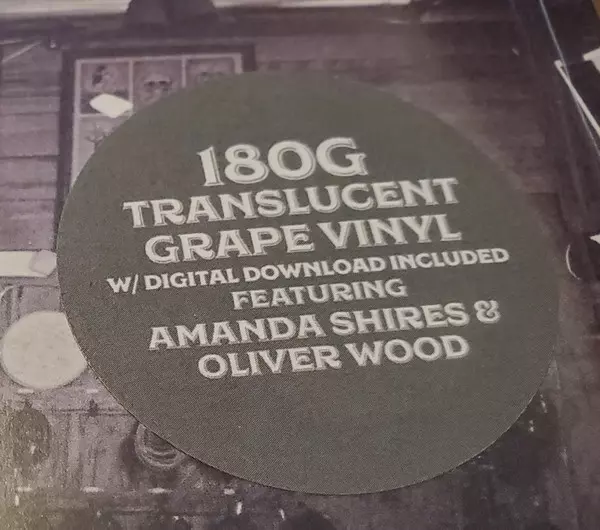 180G
TRANSLUCENT
GRAPE VINYL
W/ DIGITAL DOWNLOAD INCLUDED
FEATURING
AMANDA SHIRES &
OLIVER WOOD